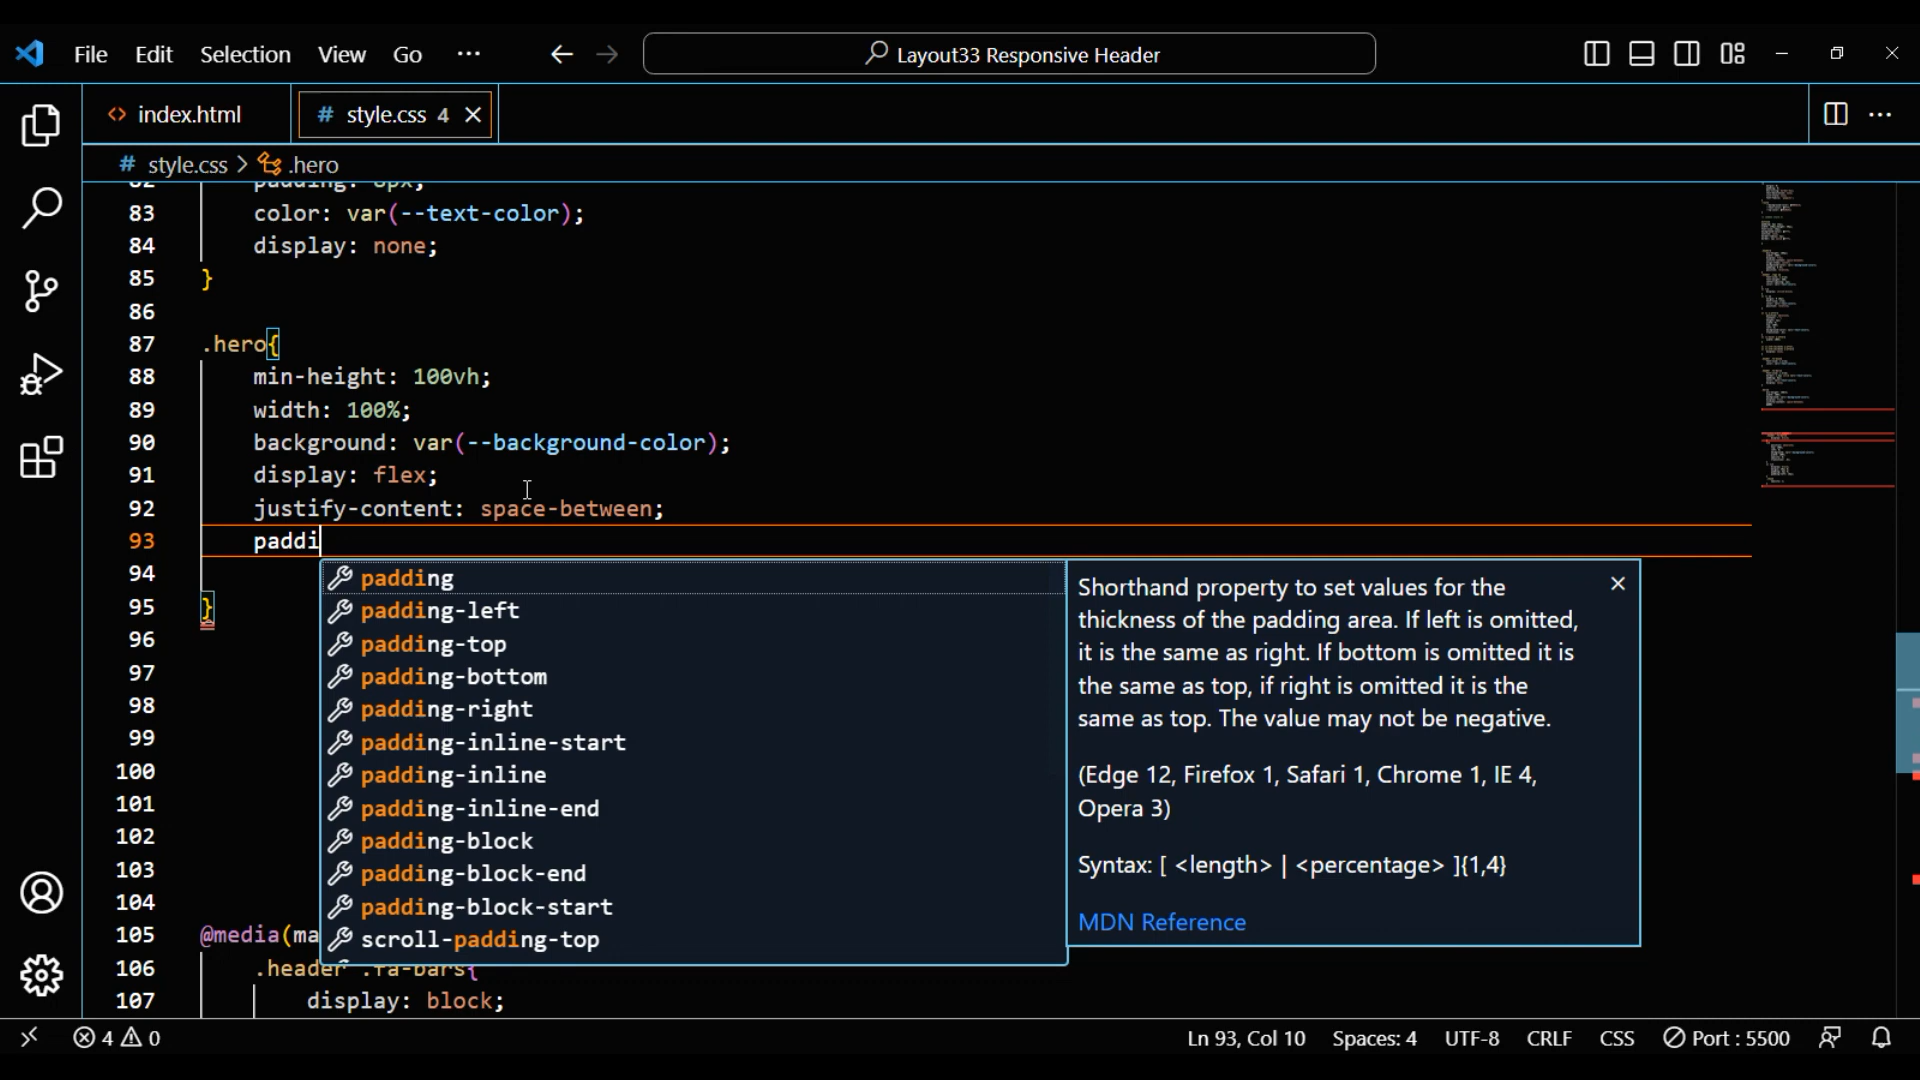 File Edit Selection View Go ··· Layout33 Responsive Header
index.html style.css 4
style.css > .hero
82 padding: 8px;
83 color: var(--text-color);
84 display: none;
85 }
86
87 .hero{
88 min-height: 100vh;
89 width: 100%;
90 background: var(--background-color);
91 display: flex;
92 justify-content: space-between;
93 paddi
94
95 }
96
97
98
99
100
101
102
103
104
105 @media(ma
106 .header .fa-bars{
107 display: block;
padding
padding-left
padding-top
padding-bottom
padding-right
padding-inline-start
padding-inline
padding-inline-end
padding-block
padding-block-end
padding-block-start
scroll-padding-top
Shorthand property to set values for the
thickness of the padding area. If left is omitted,
it is the same as right. If bottom is omitted it is
the same as top, if right is omitted it is the
same as top. The value may not be negative.
(Edge 12, Firefox 1, Safari 1, Chrome 1, IE 4,
Opera 3)
Syntax: [ <length> | <percentage> ]{1,4}
MDN Reference
4 0 Ln 93, Col 10 Spaces: 4 UTF-8 CRLF CSS Port : 5500